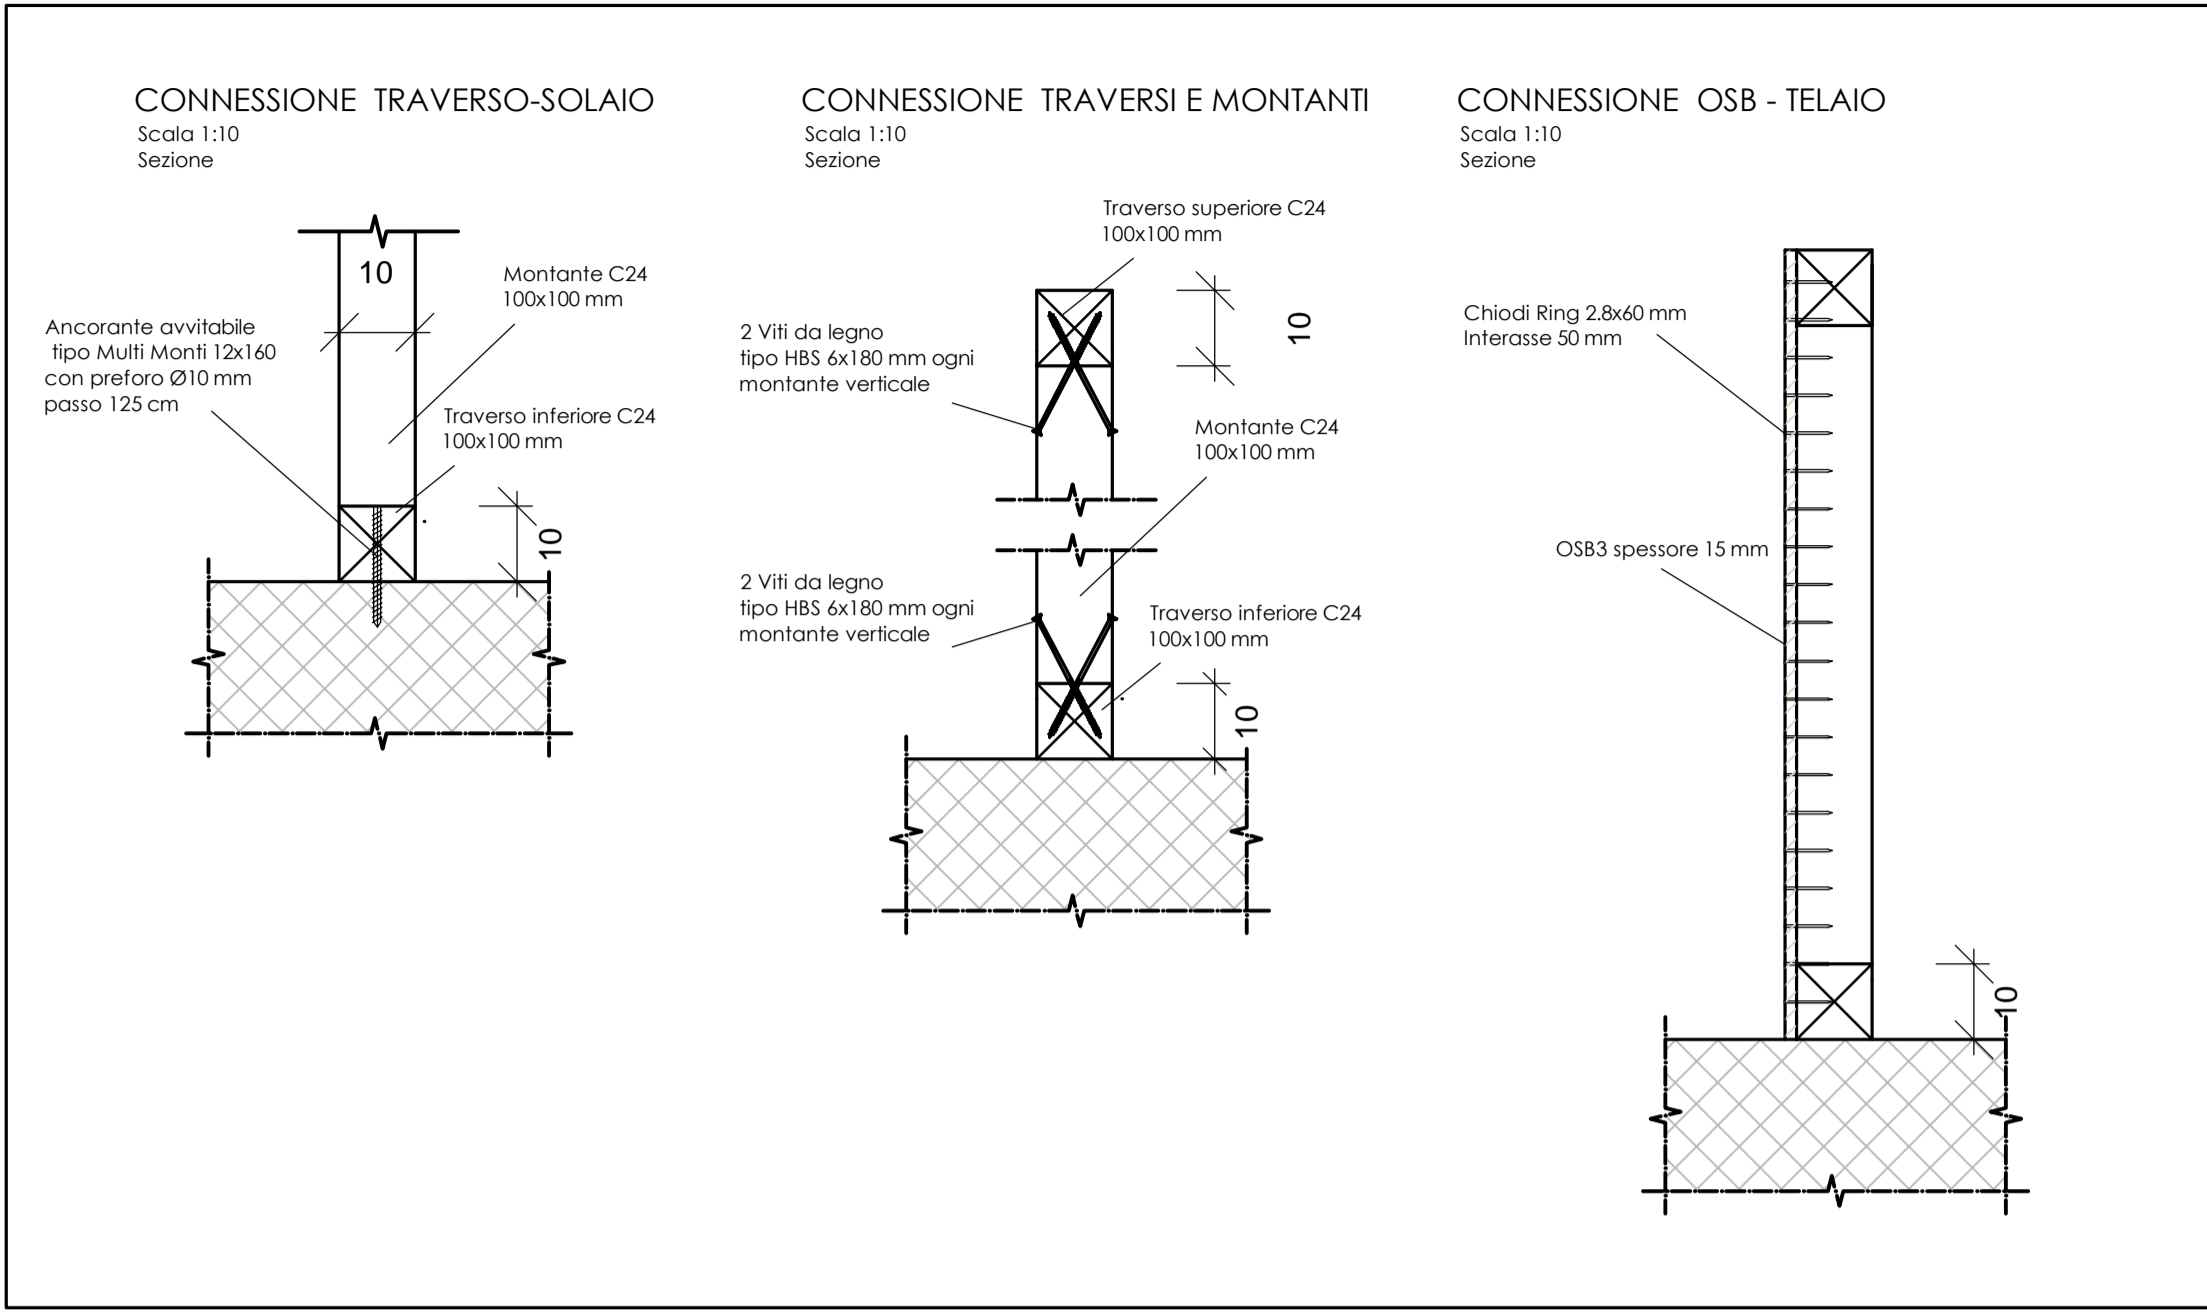 CONNESSIONE TRAVERSO-SOLAIO
Scala 1:10
Sezione
10
Montante C24
100x100 mm
Ancorante avvitabile
tipo Multi Monti 12x160
con preforo Ø10 mm
passo 125 cm
Traverso inferiore C24
100x100 mm
10
CONNESSIONE TRAVERSI E MONTANTI
Scala 1:10
Sezione
Traverso superiore C24
100x100 mm
10
2 Viti da legno
tipo HBS 6x180 mm ogni
montante verticale
Montante C24
100x100 mm
2 Viti da legno
tipo HBS 6x180 mm ogni
montante verticale
Traverso inferiore C24
100x100 mm
10
CONNESSIONE OSB - TELAIO
Scala 1:10
Sezione
Chiodi Ring 2.8x60 mm
Interasse 50 mm
OSB3 spessore 15 mm
10